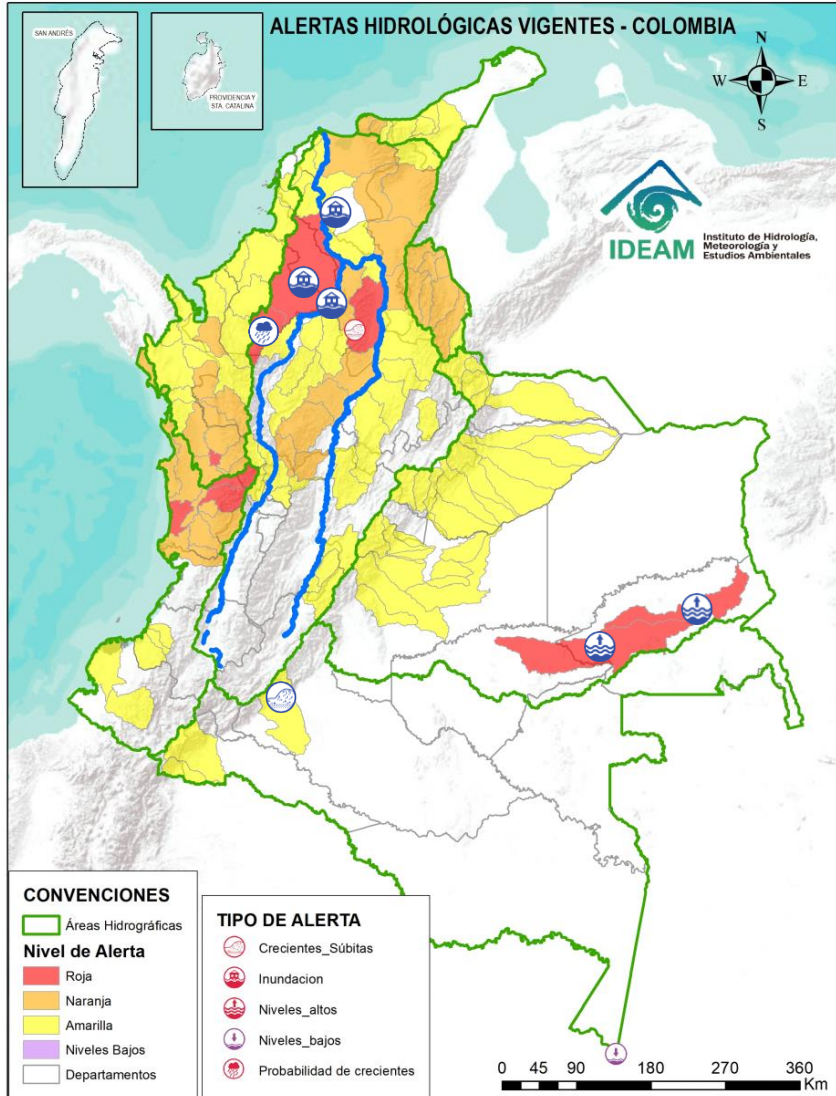 ALERTAS HIDROLÓGICAS VIGENTES - COLOMBIA
SAN ANDRÉS
PROVIDENCIA Y
STA. CATALINA
N
W
E
S
IDEAM
Instituto de Hidrología,
Meteorología y
Estudios Ambientales
CONVENCIONES
Áreas Hidrográficas
Nivel de Alerta
Roja
Naranja
Amarilla
Niveles Bajos
Departamentos
TIPO DE ALERTA
Crecientes_Súbitas
Inundacion
Niveles_altos
Niveles_bajos
Probabilidad de crecientes
0 45 90 180 270 360
Km